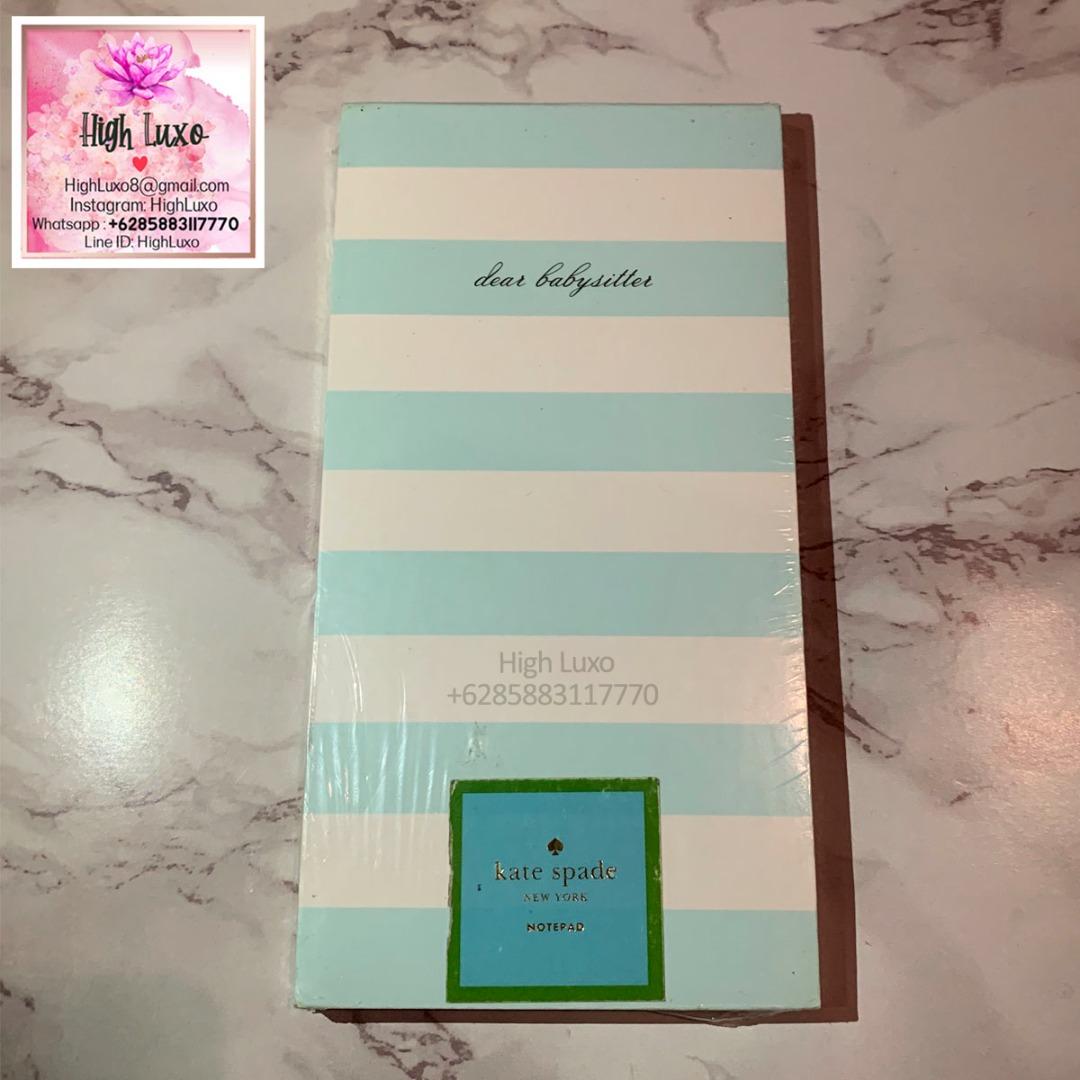 High Luxo
HighLuxo8@gmail.com
Instagram: HighLuxo
Whatsapp : +6285883117770
Line ID: HighLuxo
dear babysitter
High Luxo
+6285883117770
kate spade
NEW YORK
NOTEPAD